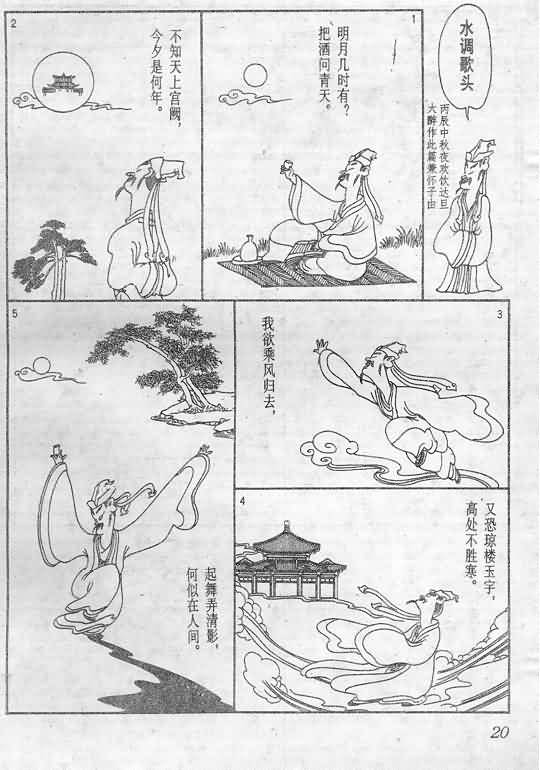 水调歌头
丙辰中秋夜欢饮达旦
大醉作此篇兼怀子由
1
明月几时有？
把酒问青天。
2
不知天上宫阙，
今夕是何年。
3
我欲乘风归去，
4
又恐琼楼玉宇，
高处不胜寒。
5
起舞弄清影，
何似在人间。
20